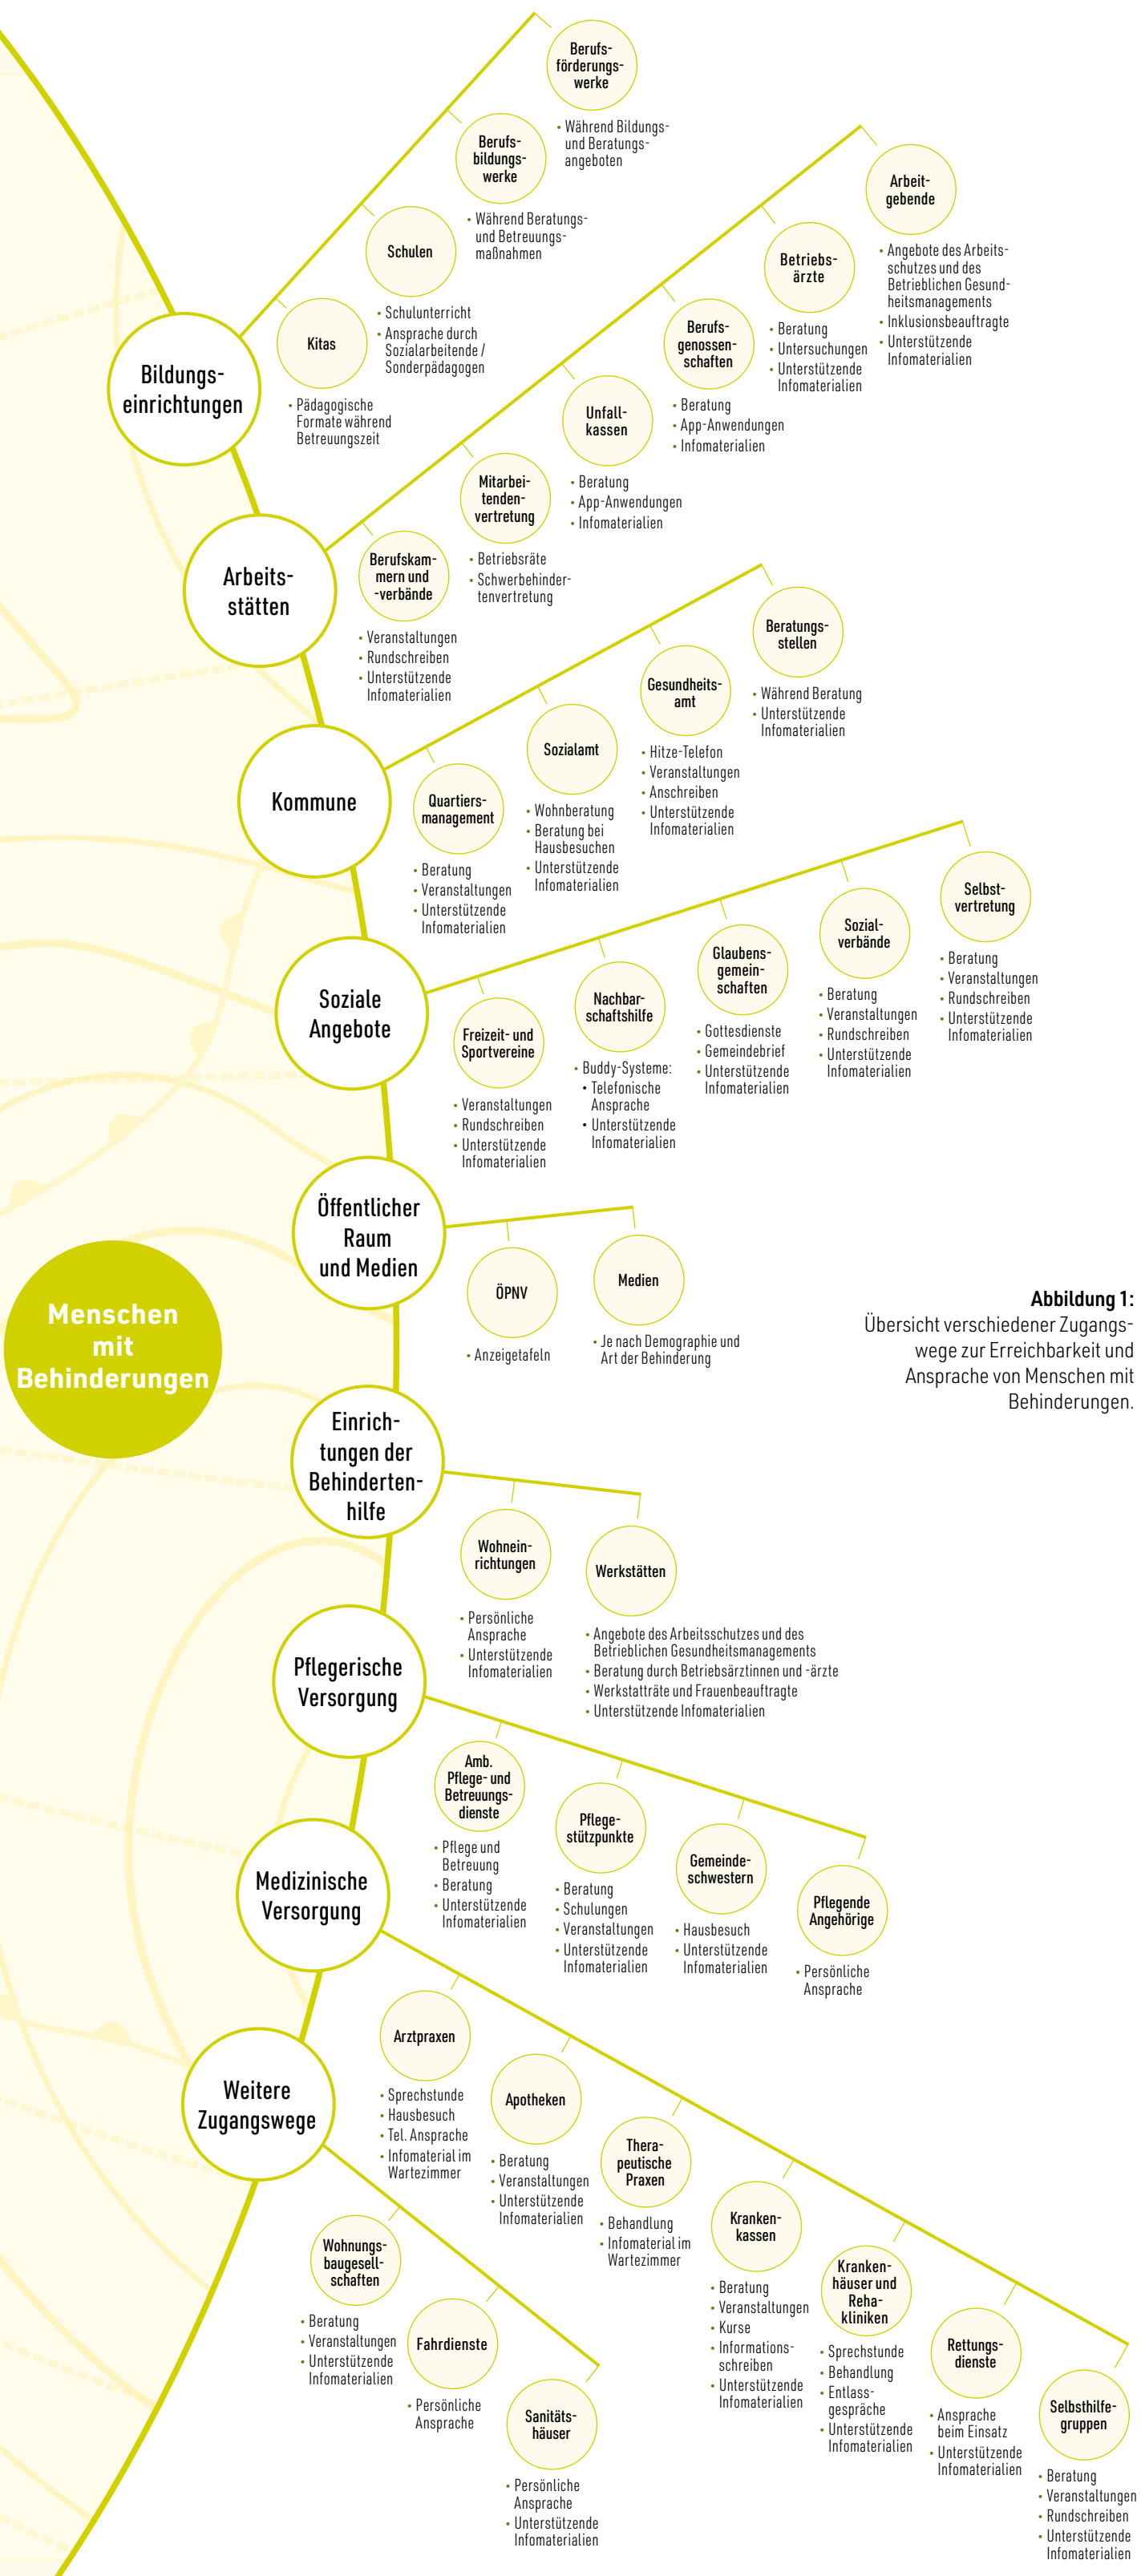 Menschen
mit
Behinderungen
Bildungs-
einrichtungen
Kitas
• Pädagogische
Formate während
Betreuungszeit
Schulen
• Schulunterricht
• Ansprache durch
Sozialarbeitende /
Sonderpädagogen
Berufs-
bildungs-
werke
• Während Beratungs-
und Betreuungs-
maßnahmen
Berufs-
förderungs-
werke
• Während Bildungs-
und Beratungs-
angeboten
Arbeits-
stätten
Berufskam-
mern und
-verbände
• Veranstaltungen
• Rundschreiben
• Unterstützende
Infomaterialien
Mitarbei-
tenden-
vertretung
• Betriebsräte
• Schwerbehinder-
tenvertretung
Unfall-
kassen
• Beratung
• App-Anwendungen
• Infomaterialien
Berufs-
genossen-
schaften
• Beratung
• App-Anwendungen
• Infomaterialien
Betriebs-
ärzte
• Beratung
• Untersuchungen
• Unterstützende
Infomaterialien
Arbeit-
gebende
• Angebote des Arbeits-
schutzes und des
Betrieblichen Gesund-
heitsmanagements
• Inklusionsbeauftragte
• Unterstützende
Infomaterialien
Kommune
Quartiers-
management
• Beratung
• Veranstaltungen
• Unterstützende
Infomaterialien
Sozialamt
• Wohnberatung
• Beratung bei
Hausbesuchen
• Unterstützende
Infomaterialien
Gesundheits-
amt
• Hitze-Telefon
• Veranstaltungen
• Anschreiben
• Unterstützende
Infomaterialien
Beratungs-
stellen
• Während Beratung
• Unterstützende
Infomaterialien
Soziale
Angebote
Freizeit- und
Sportvereine
• Veranstaltungen
• Rundschreiben
• Unterstützende
Infomaterialien
Nachbar-
schaftshilfe
• Buddy-Systeme:
• Telefonische
Ansprache
• Unterstützende
Infomaterialien
Glaubens-
gemein-
schaften
• Gottesdienste
• Gemeindebrief
• Unterstützende
Infomaterialien
Sozial-
verbände
• Beratung
• Veranstaltungen
• Rundschreiben
• Unterstützende
Infomaterialien
Selbst-
vertretung
• Beratung
• Veranstaltungen
• Rundschreiben
• Unterstützende
Infomaterialien
Öffentlicher
Raum
und Medien
ÖPNV
• Anzeigetafeln
Medien
• Je nach Demographie und
Art der Behinderung
Abbildung 1:
Übersicht verschiedener Zugangs-
wege zur Erreichbarkeit und
Ansprache von Menschen mit
Behinderungen.
Einrich-
tungen der
Behinderten-
hilfe
Wohnein-
richtungen
• Persönliche
Ansprache
• Unterstützende
Infomaterialien
Werkstätten
• Angebote des Arbeitsschutzes und des
Betrieblichen Gesundheitsmanagements
• Beratung durch Betriebsärztinnen und -ärzte
• Werkstatträte und Frauenbeauftragte
• Unterstützende Infomaterialien
Pflegerische
Versorgung
Amb.
Pflege- und
Betreuungs-
dienste
• Pflege und
Betreuung
• Beratung
• Unterstützende
Infomaterialien
Pflege-
stützpunkte
• Beratung
• Schulungen
• Veranstaltungen
• Unterstützende
Infomaterialien
Gemeinde-
schwestern
• Hausbesuch
• Unterstützende
Infomaterialien
Pflegende
Angehörige
• Persönliche
Ansprache
Medizinische
Versorgung
Arztpraxen
• Sprechstunde
• Hausbesuch
• Tel. Ansprache
• Infomaterial im
Wartezimmer
Apotheken
• Beratung
• Veranstaltungen
• Unterstützende
Infomaterialien
Thera-
peutische
Praxen
• Behandlung
• Infomaterial im
Wartezimmer
Kranken-
kassen
• Beratung
• Veranstaltungen
• Kurse
• Informations-
schreiben
• Unterstützende
Infomaterialien
Kranken-
häuser und
Reha-
kliniken
• Sprechstunde
• Behandlung
• Entlass-
gespräche
• Unterstützende
Infomaterialien
Rettungs-
dienste
• Ansprache
beim Einsatz
• Unterstützende
Infomaterialien
Selbsthilfe-
gruppen
• Beratung
• Veranstaltungen
• Rundschreiben
• Unterstützende
Infomaterialien
Weitere
Zugangswege
Wohnungs-
baugesell-
schaften
• Beratung
• Veranstaltungen
• Unterstützende
Infomaterialien
Fahrdienste
• Persönliche
Ansprache
Sanitäts-
häuser
• Persönliche
Ansprache
• Unterstützende
Infomaterialien